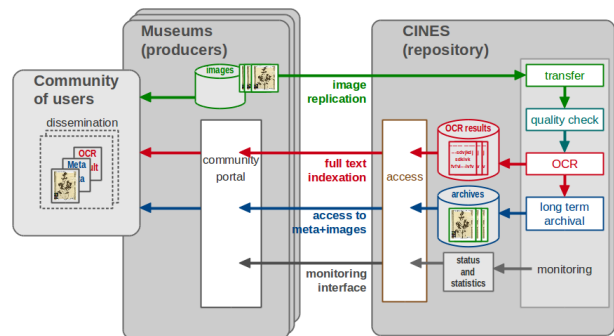 Museums
(producers)
CINES
(repository)
Community
of users
dissemination
OCR
Meta
images
image
replication
transfer
quality check
OCR results
OCR
community
portal
full text
indexation
access
archives
long term
archival
access to
meta+images
monitoring
interface
status
and
statistics
monitoring